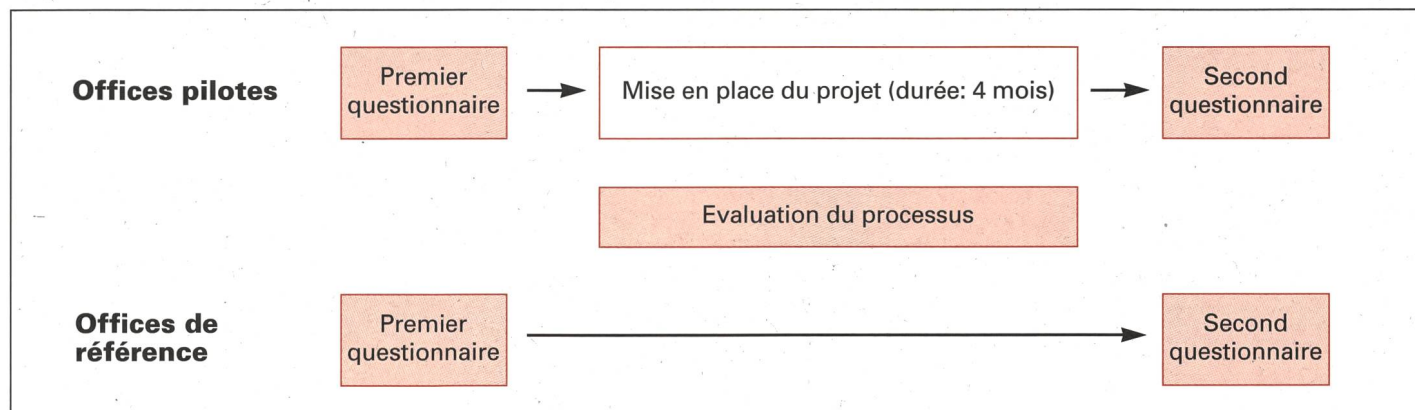 Offices pilotes
Premier
questionnaire
Mise en place du projet (durée: 4 mois)
Second
questionnaire
Evaluation du processus
Offices de
référence
Premier
questionnaire
Second
questionnaire